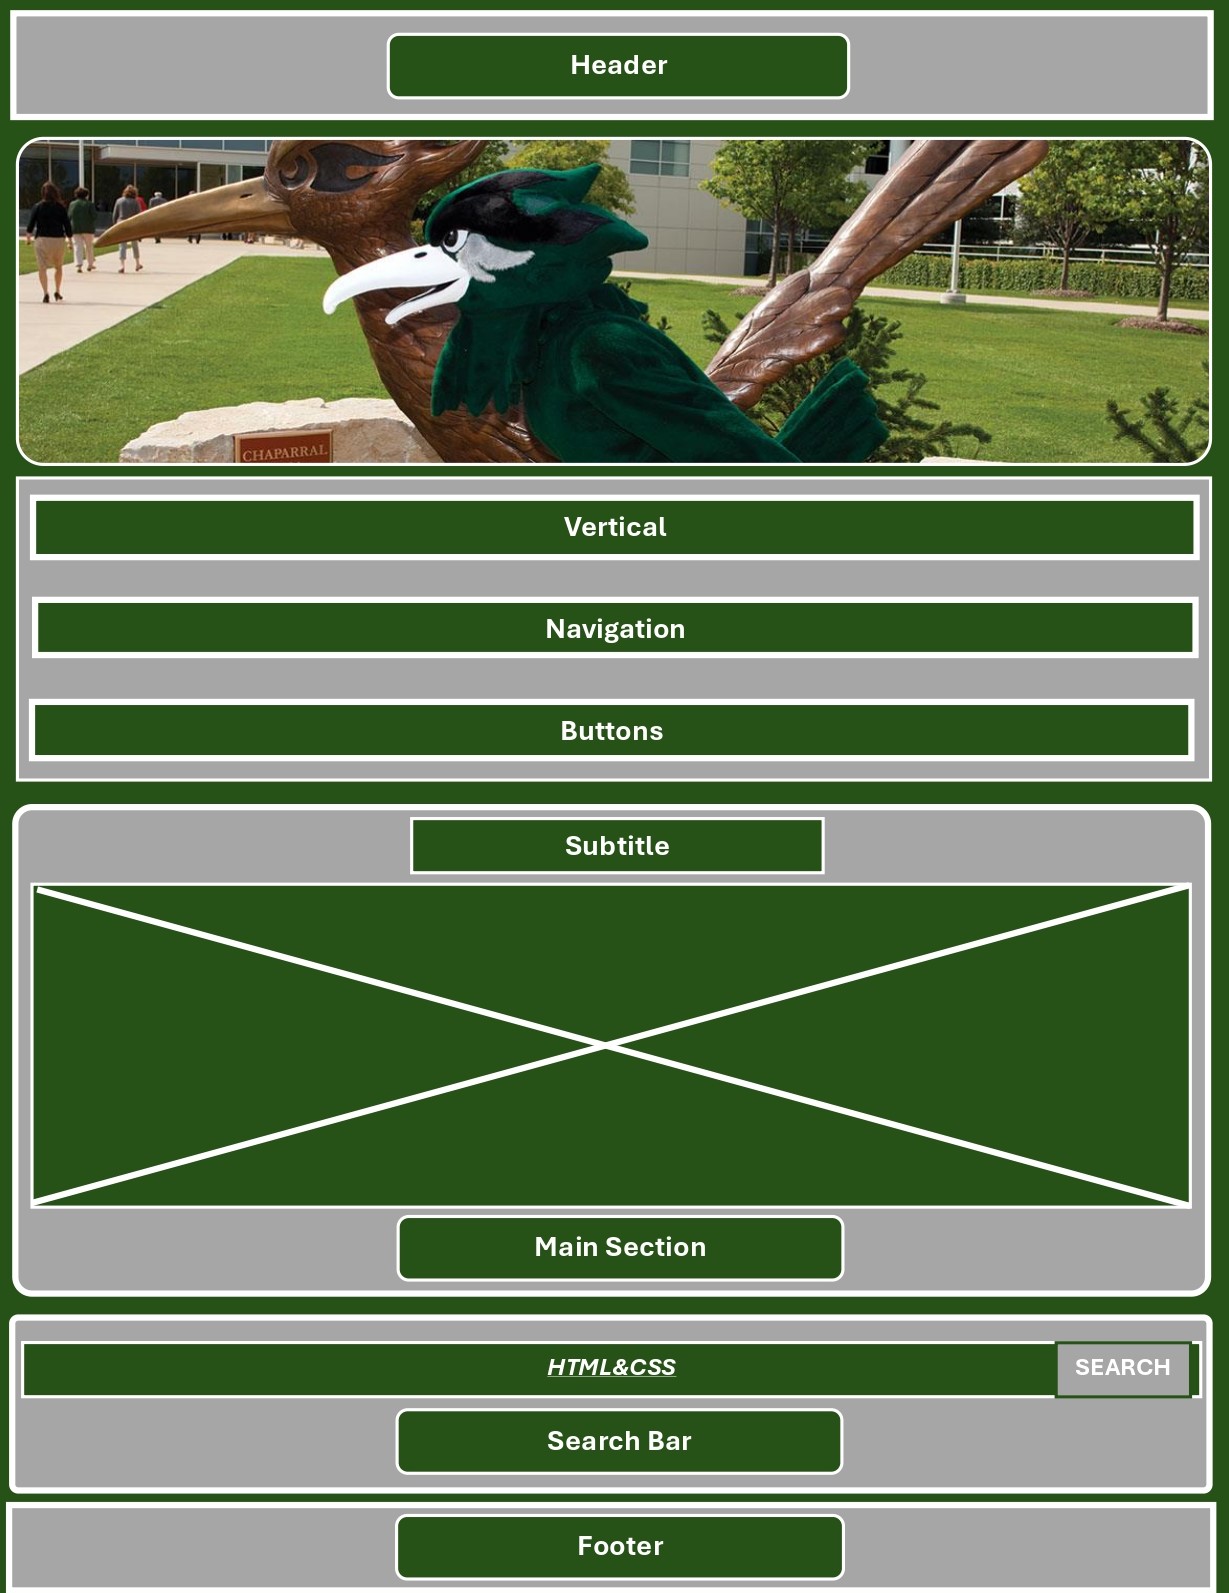 Header
CHAPARRAL
Vertical
Navigation
Buttons
Subtitle
Main Section
HTML&CSS
SEARCH
Search Bar
Footer